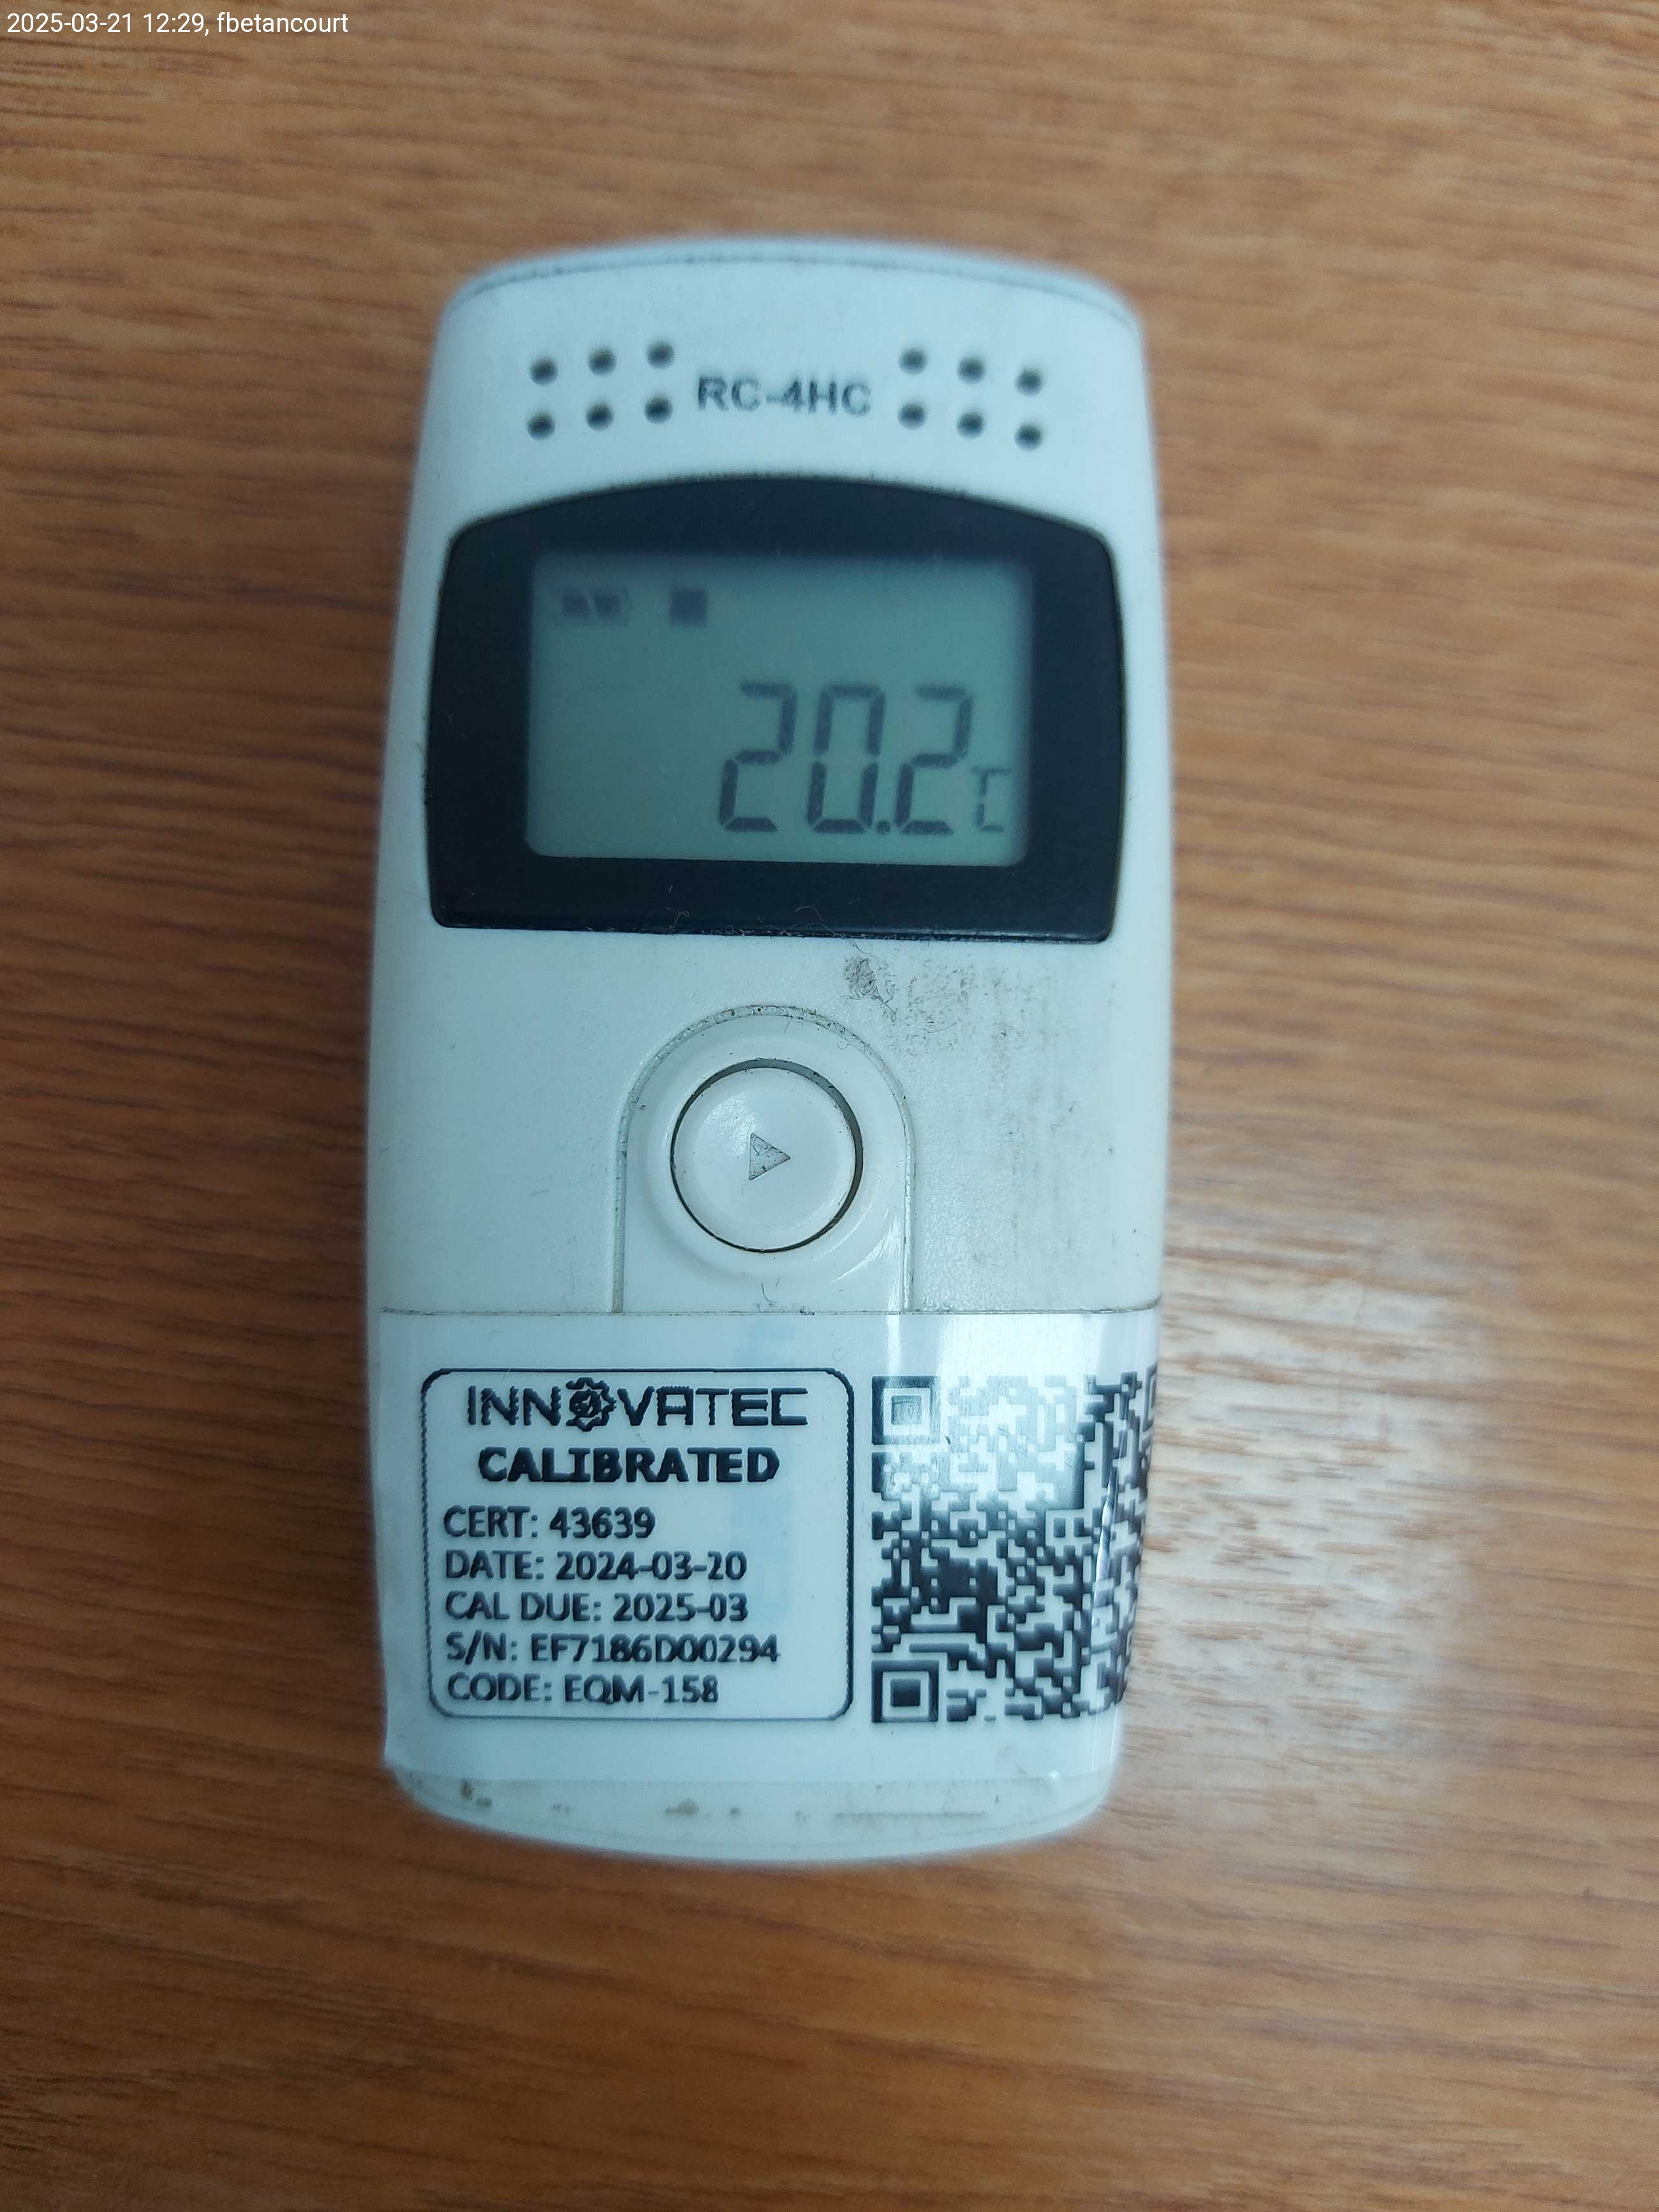 2025-03-21 12:29, fbetancourt
RC-4HC
20.2℃
INNOVATEC
CALIBRATED
CERT: 43639
DATE: 2024-03-20
CAL DUE: 2025-03
S/N: EF7186D00294
CODE: EQM-158